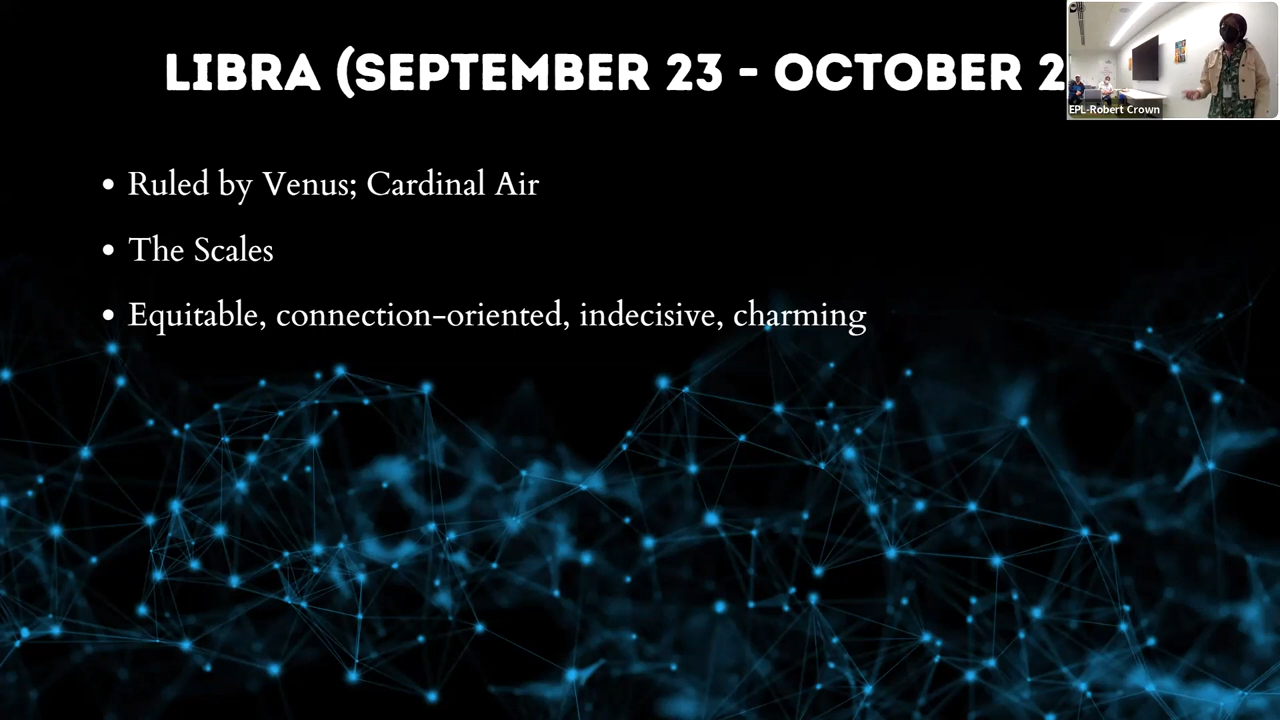 LIBRA (SEPTEMBER 23 - OCTOBER 2
• Ruled by Venus; Cardinal Air
• The Scales
• Equitable, connection-oriented, indecisive, charming
EPL-Robert Crown